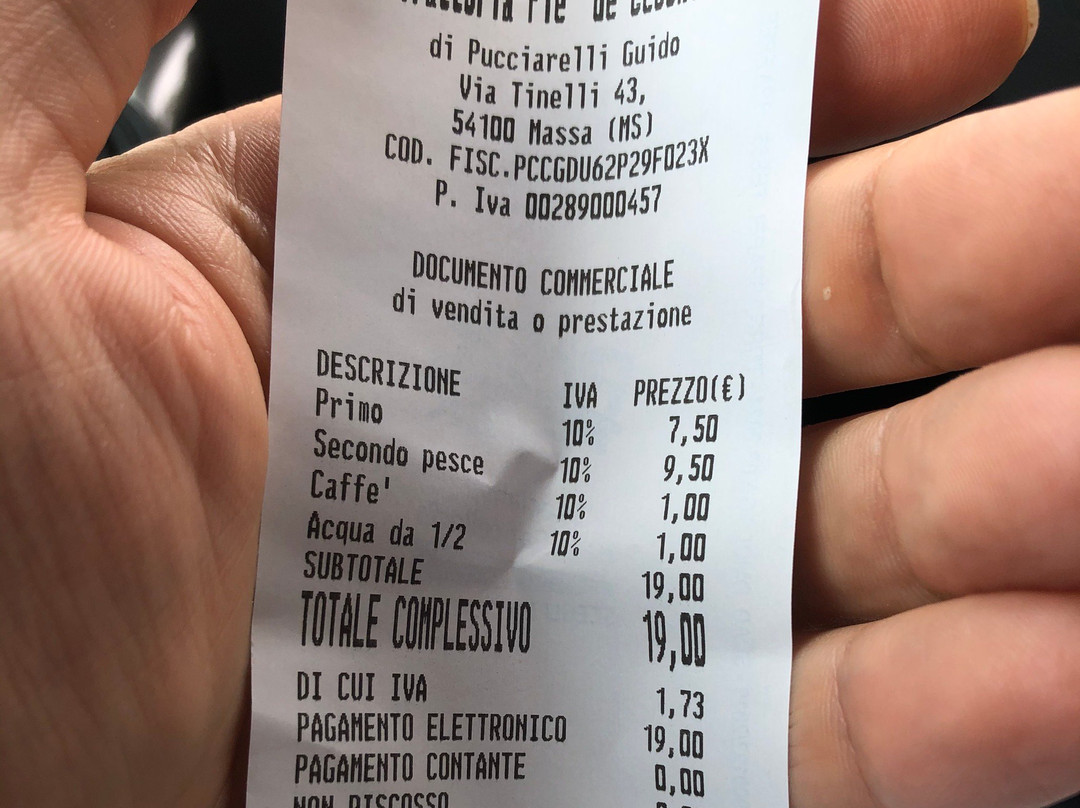 di Pucciarelli Guido
Via Tinelli 43,
54100 Massa (MS)
COD. FISC.PCCGDU62P29F023X
P. Iva 00289000457
DOCUMENTO COMMERCIALE
di vendita o prestazione
DESCRIZIONE IVA PREZZO(€)
Primo 10% 7,50
Secondo pesce 10% 9,50
Caffe' 10% 1,00
Acqua da 1/2 10% 1,00
SUBTOTALE 19,00
TOTALE COMPLESSIVO 19,00
DI CUI IVA 1,73
PAGAMENTO ELETTRONICO 19,00
PAGAMENTO CONTANTE 0,00
NON RISCOSSO